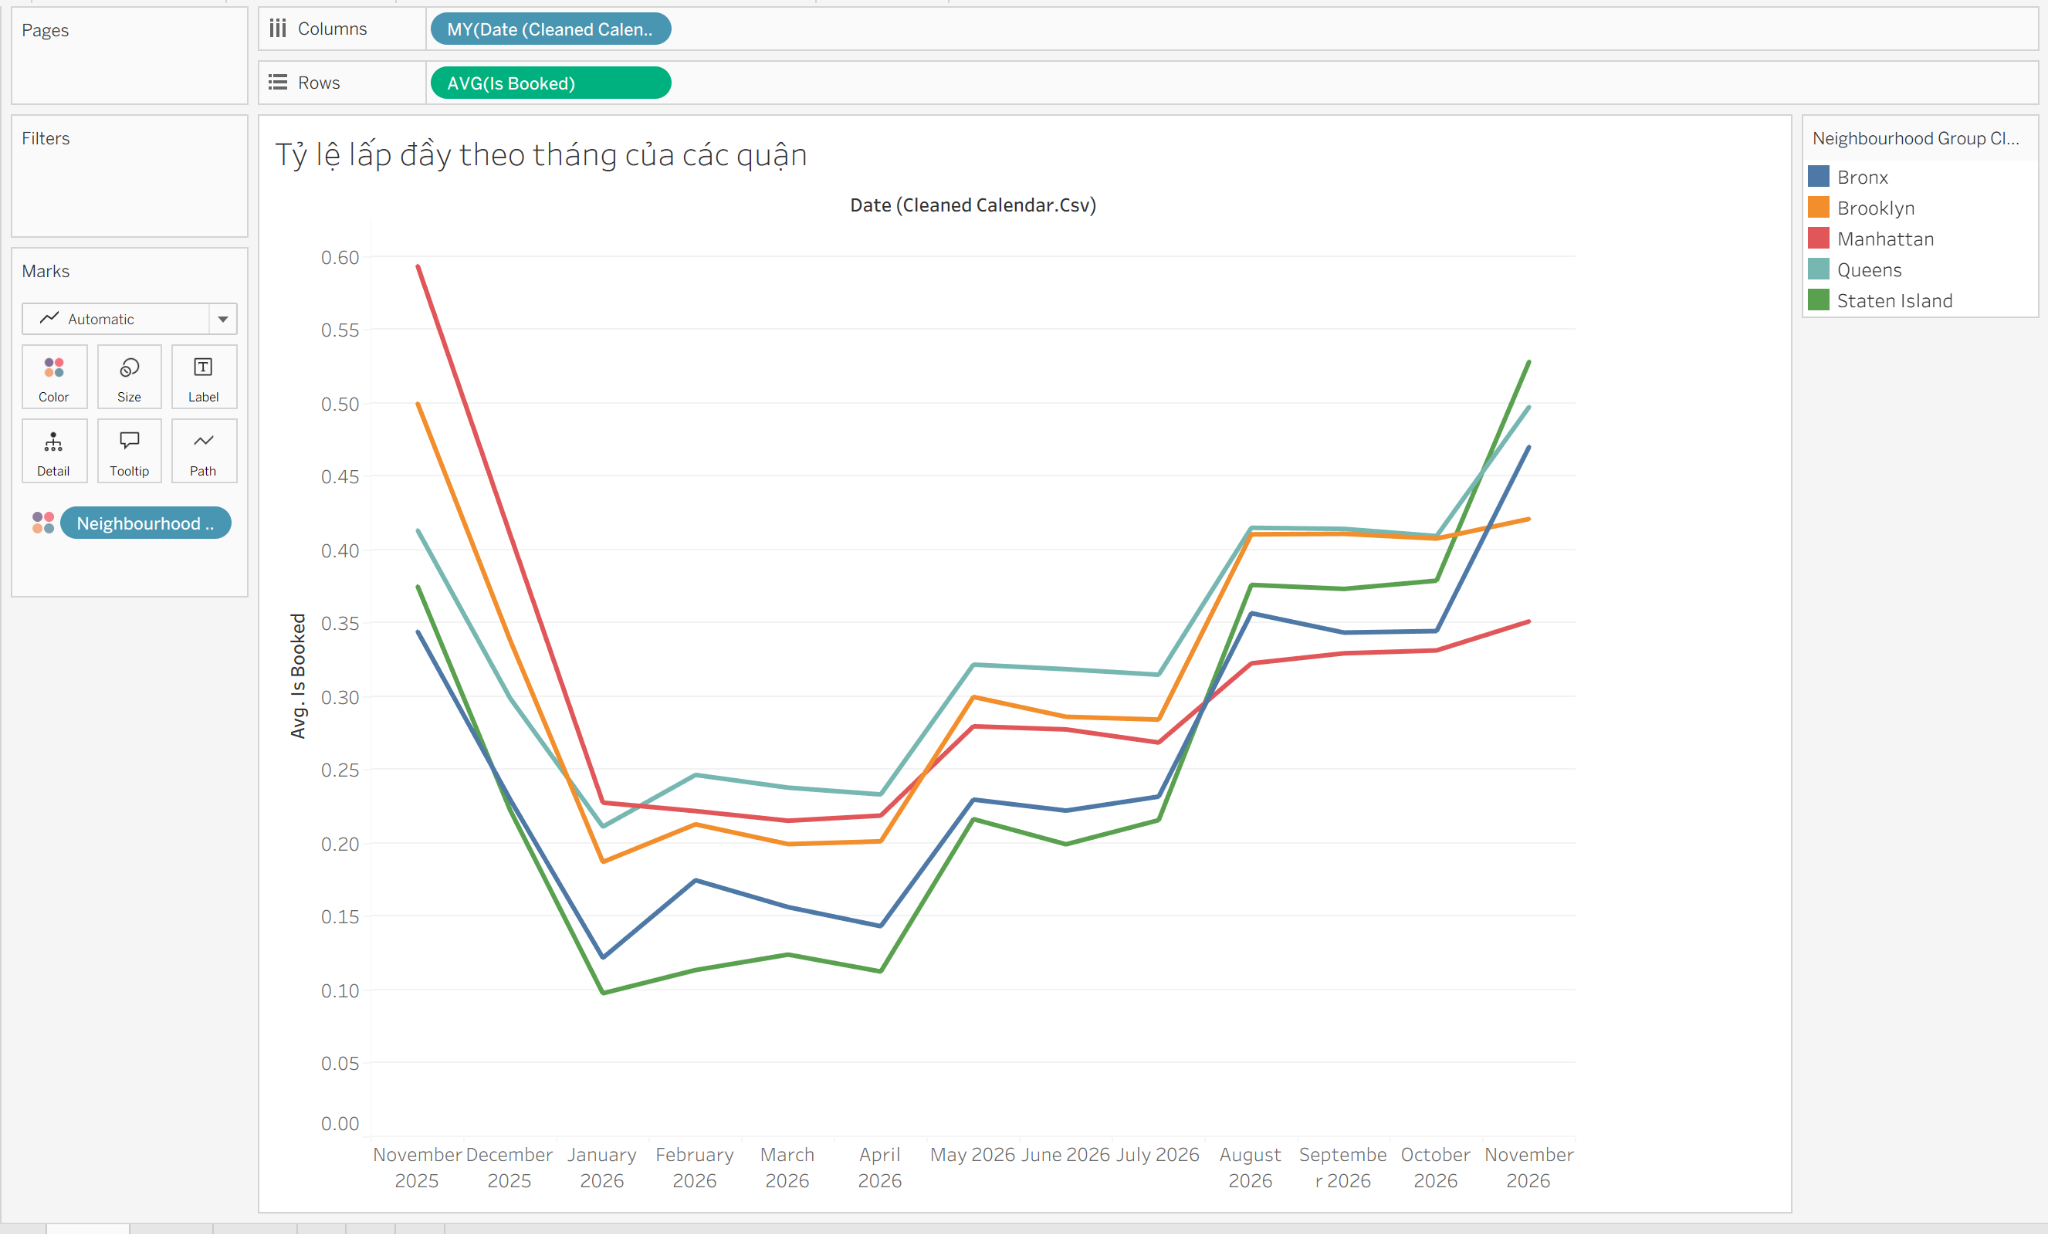 Pages
Columns
MY(Date (Cleaned Calen..
Rows
AVG(Is Booked)
Filters
Marks
Automatic
Color
Size
Label
Detail
Tooltip
Path
Neighbourhood ..
Tỷ lệ lấp đầy theo tháng của các quận
Date (Cleaned Calendar.Csv)
0.60
0.55
0.50
0.45
0.40
0.35
0.30
0.25
0.20
0.15
0.10
0.05
0.00
Avg. Is Booked
November
2025
December
2025
January
2026
February
2026
March
2026
April
2026
May 2026
June 2026
July 2026
August
2026
Septembe
r 2026
October
2026
November
2026
Neighbourhood Group Cl...
Bronx
Brooklyn
Manhattan
Queens
Staten Island